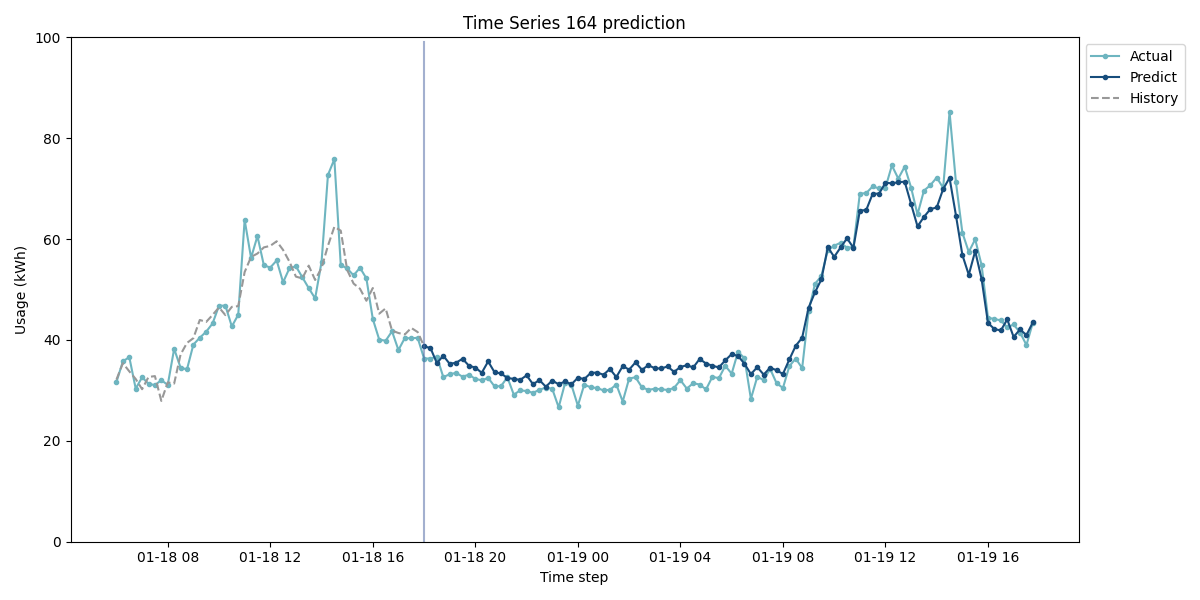 Time Series 164 prediction
100
80
60
40
20
0
Usage (kWh)
01-18 08
01-18 12
01-18 16
01-18 20
01-19 00
01-19 04
01-19 08
01-19 12
01-19 16
Time step
Actual
Predict
History